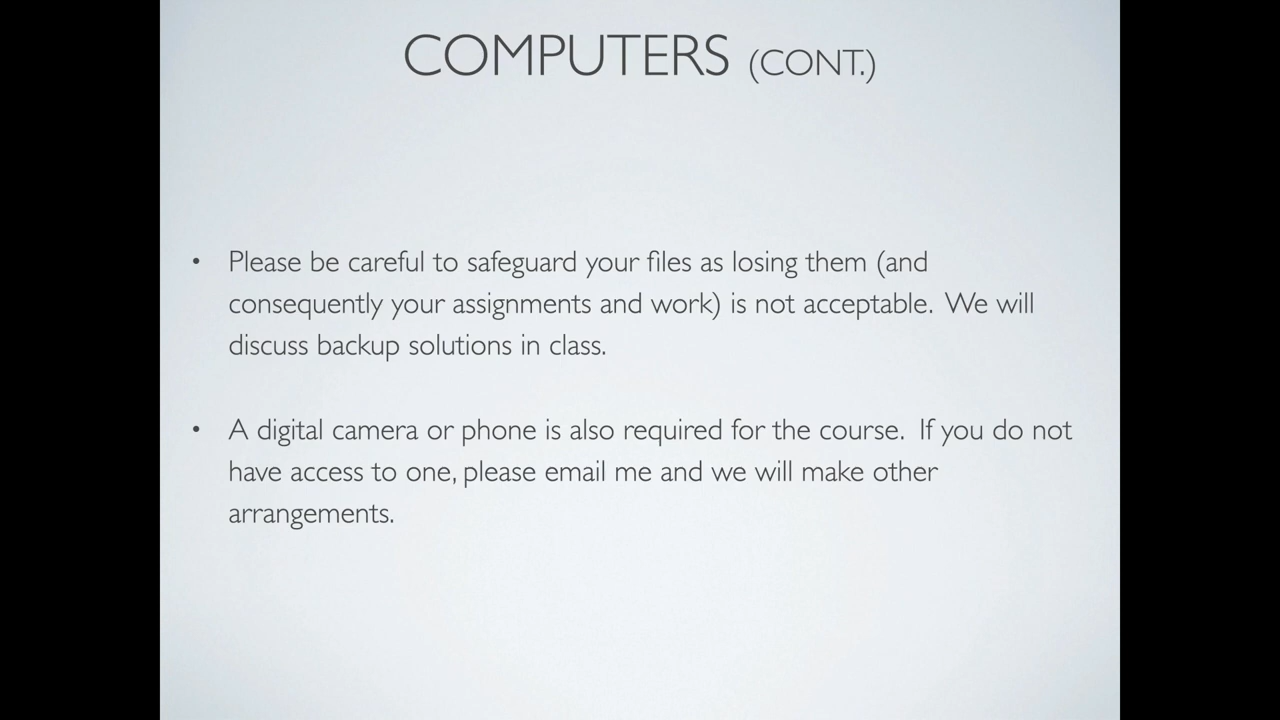 COMPUTERS (CONT.)
• Please be careful to safeguard your files as losing them (and
consequently your assignments and work) is not acceptable.  We will
discuss backup solutions in class.
• A digital camera or phone is also required for the course.  If you do not
have access to one, please email me and we will make other
arrangements.